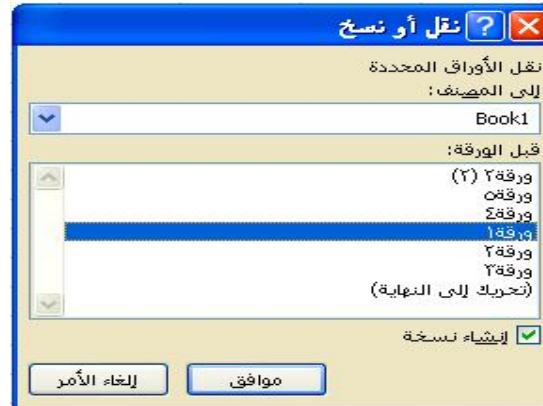 نقل أو نسخ
نقل الأوراق المحددة
إلى المصنف:
Book1
قبل الورقة:
ورقة٢ (٢)
ورقة٥
ورقة٤
ورقة١
ورقة٢
ورقة٣
(تحريك إلى النهاية)
إنشاء نسخة
موافق
إلغاء الأمر